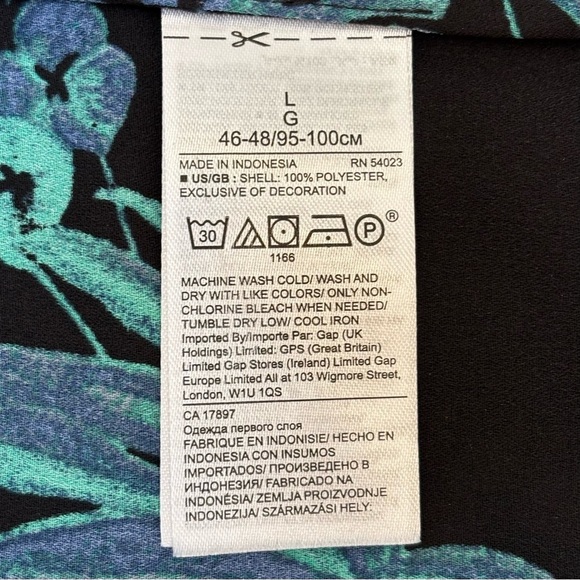 L
G
46-48/95-100CM
MADE IN INDONESIA RN 54023
■ US/GB : SHELL: 100% POLYESTER,
EXCLUSIVE OF DECORATION
30 P ®
1166
MACHINE WASH COLD/ WASH AND
DRY WITH LIKE COLORS/ ONLY NON-
CHLORINE BLEACH WHEN NEEDED/
TUMBLE DRY LOW/ COOL IRON
Imported By/Importe Par: Gap (UK
Holdings) Limited: GPS (Great Britain)
Limited Gap Stores (Ireland) Limited Gap
Europe Limited All at 103 Wigmore Street,
London, W1U 1QS
CA 17897
Одежда первого слоя
FABRIQUE EN INDONISIE/ HECHO EN
INDONESIA CON INSUMOS
IMPORTADOS/ ПРОИЗВЕДЕНО В
ИНДОНЕЗИЯ/ FABRICADO NA
INDONÉSIA/ ZEMLJA PROIZVODNJE
INDONEZIJA/ SZÁRMAZÁSI HELY: